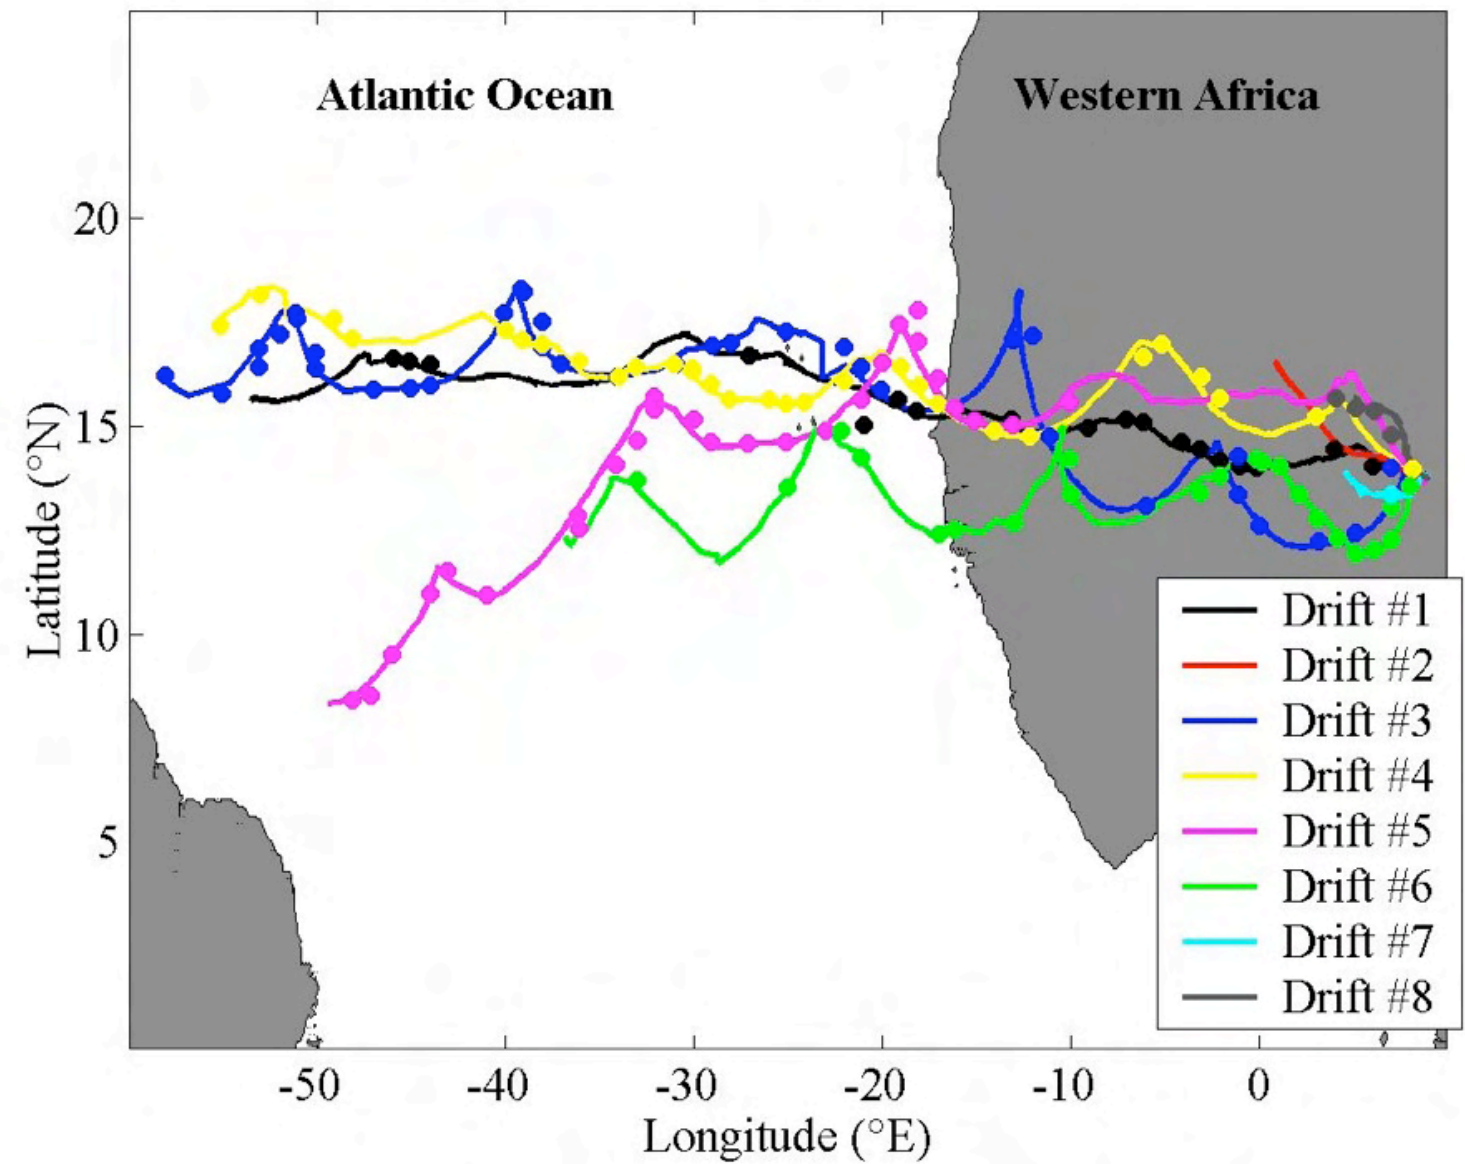 Atlantic Ocean
Western Africa
20
15
10
5
Latitude (°N)
-50
-40
-30
-20
-10
0
Longitude (°E)
Drift #1
Drift #2
Drift #3
Drift #4
Drift #5
Drift #6
Drift #7
Drift #8